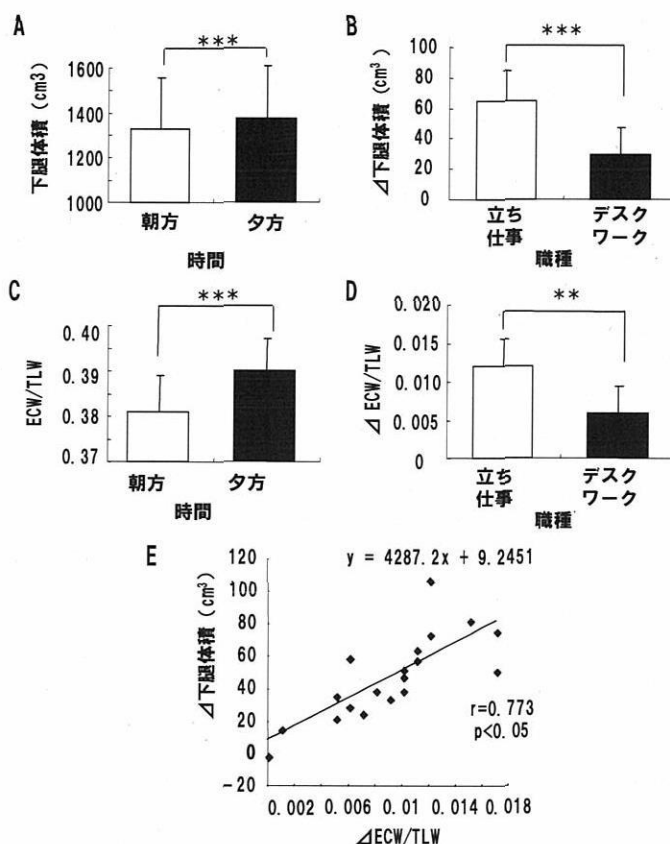 A
***
下腿体積 (cm³)
1600
1400
1200
1000
朝方
夕方
時間
B
***
⊿下腿体積 (cm³)
100
80
60
40
20
0
立ち
仕事
デスク
ワーク
職種
C
***
ECW/TLW
0.40
0.39
0.38
0.37
朝方
夕方
時間
D
**
⊿ ECW/TLW
0.020
0.015
0.010
0.005
0
立ち
仕事
デスク
ワーク
職種
E
⊿下腿体積 (cm³)
y = 4287.2x + 9.2451
120
100
80
60
40
20
0
-20
r=0.773
p<0.05
0.002 0.006 0.01 0.014 0.018
⊿ECW/TLW